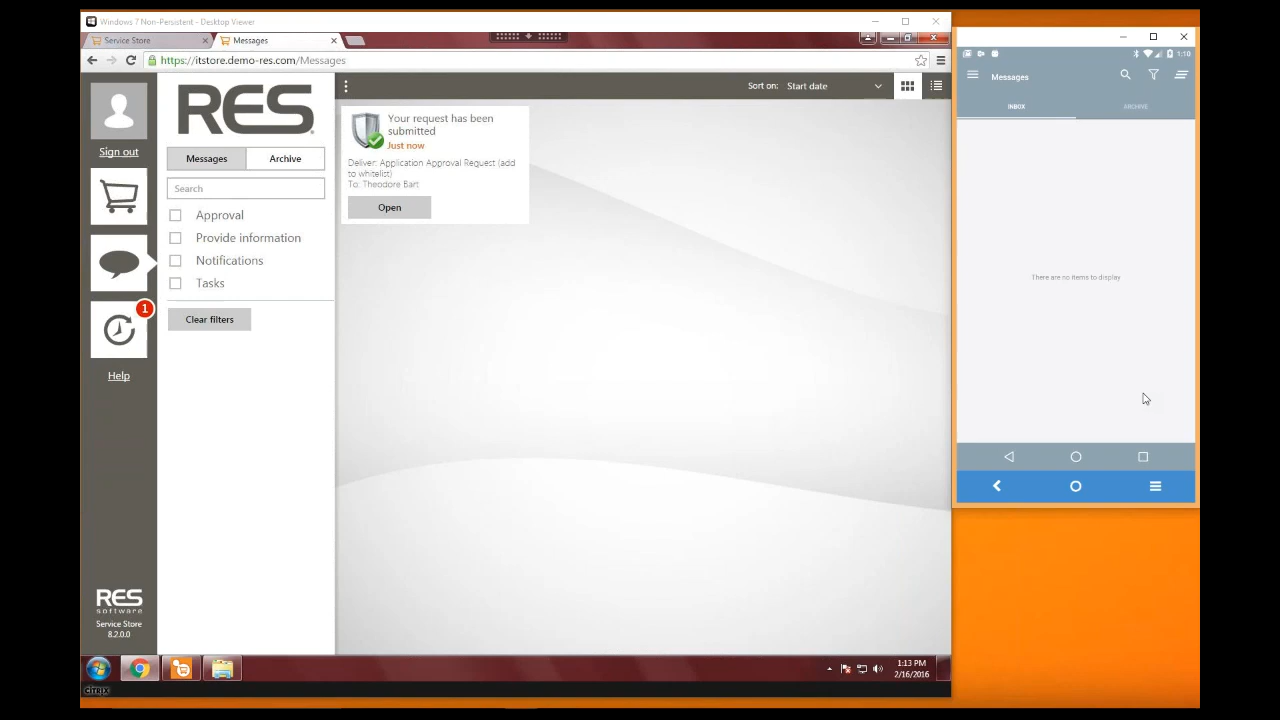 Windows 7 Non-Persistent - Desktop Viewer
Service Store
Messages
https://itstore.demo-res.com/Messages
Sign out
Help
RES
software
Service Store
8.2.0.0
RES
Messages
Archive
Search
Approval
Provide information
Notifications
Tasks
Clear filters
1
Sort on:
Start date
Your request has been
submitted
Just now
Deliver: Application Approval Request (add
to whitelist)
To: Theodore Bart
Open
1:13 PM
2/16/2016
citrix
1:10
Messages
INBOX
ARCHIVE
There are no items to display